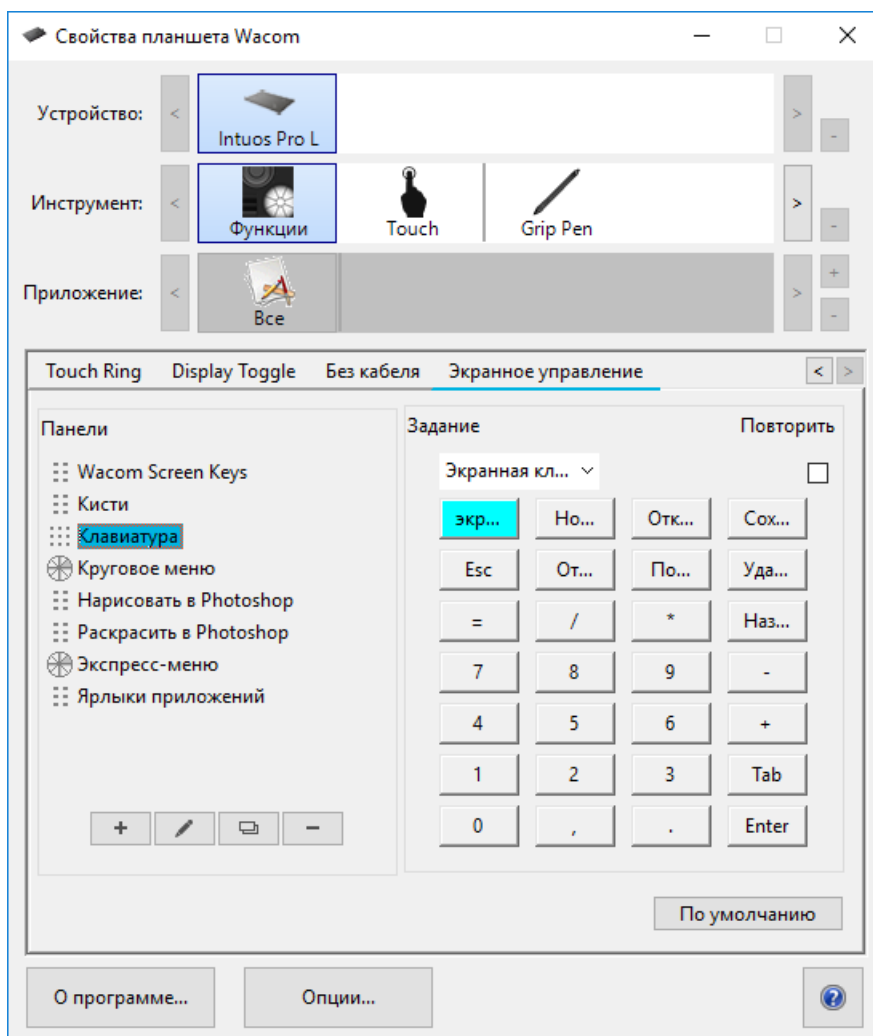 Свойства планшета Wacom
Устройство: < Intuos Pro L > -
Инструмент: < Функции Touch Grip Pen > -
Приложение: < Все > + -
Touch Ring Display Toggle Без кабеля Экранное управление < >
Панели
Wacom Screen Keys
Кисти
Клавиатура
Круговое меню
Нарисовать в Photoshop
Раскрасить в Photoshop
Экспресс-меню
Ярлыки приложений
+ −
Задание Повторить
Экранная кл...
экр... Но... Отк... Сох...
Esc От... По... Уда...
= / * Наз...
7 8 9 -
4 5 6 +
1 2 3 Tab
0 , . Enter
По умолчанию
О программе... Опции... ?